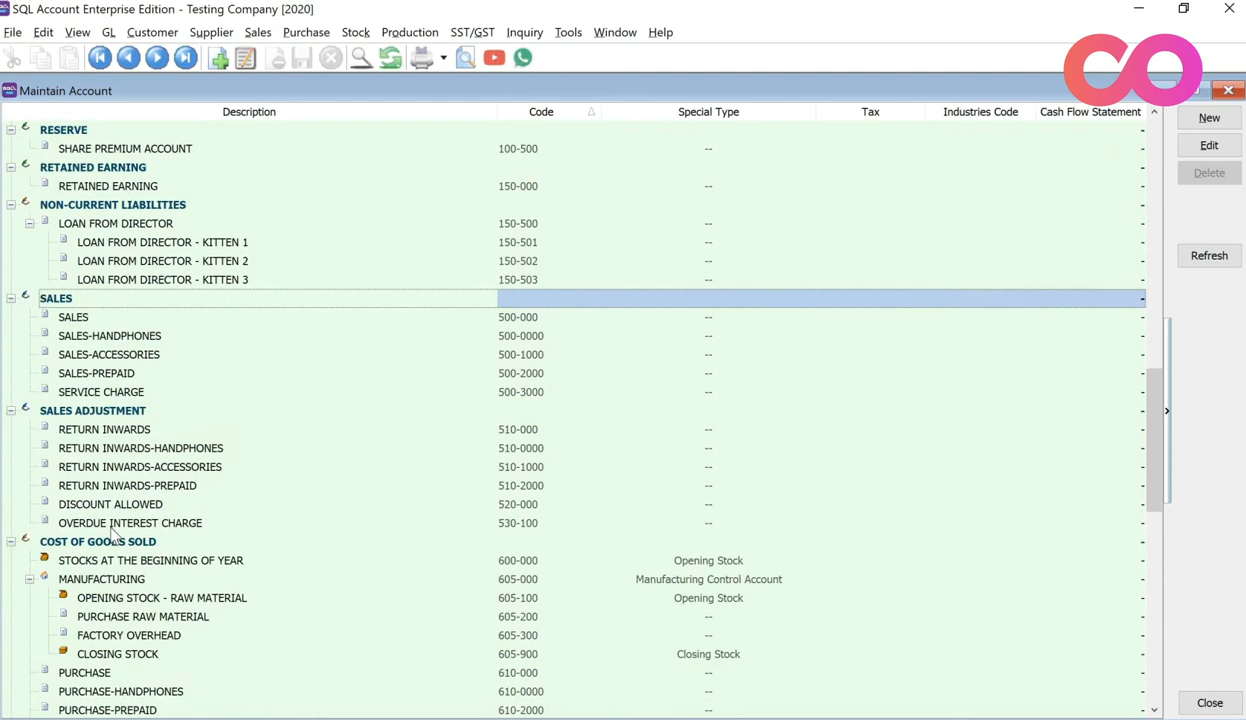 SQL Account Enterprise Edition - Testing Company [2020]
File Edit View GL Customer Supplier Sales Purchase Stock Production SST/GST Inquiry Tools Window Help
Maintain Account
Description Code Special Type Tax Industries Code Cash Flow Statement
RESERVE -
SHARE PREMIUM ACCOUNT 100-500 -- -
RETAINED EARNING -
RETAINED EARNING 150-000 -- -
NON-CURRENT LIABILITIES -
LOAN FROM DIRECTOR 150-500 -- -
LOAN FROM DIRECTOR - KITTEN 1 150-501 -- -
LOAN FROM DIRECTOR - KITTEN 2 150-502 -- -
LOAN FROM DIRECTOR - KITTEN 3 150-503 -- -
SALES -
SALES 500-000 -- -
SALES-HANDPHONES 500-0000 -- -
SALES-ACCESSORIES 500-1000 -- -
SALES-PREPAID 500-2000 -- -
SERVICE CHARGE 500-3000 -- -
SALES ADJUSTMENT -
RETURN INWARDS 510-000 -- -
RETURN INWARDS-HANDPHONES 510-0000 -- -
RETURN INWARDS-ACCESSORIES 510-1000 -- -
RETURN INWARDS-PREPAID 510-2000 -- -
DISCOUNT ALLOWED 520-000 -- -
OVERDUE INTEREST CHARGE 530-100 -- -
COST OF GOODS SOLD -
STOCKS AT THE BEGINNING OF YEAR 600-000 Opening Stock -
MANUFACTURING 605-000 Manufacturing Control Account -
OPENING STOCK - RAW MATERIAL 605-100 Opening Stock -
PURCHASE RAW MATERIAL 605-200 -- -
FACTORY OVERHEAD 605-300 -- -
CLOSING STOCK 605-900 Closing Stock -
PURCHASE 610-000 -- -
PURCHASE-HANDPHONES 610-0000 -- -
PURCHASE-PREPAID 610-2000 -- -
New
Edit
Delete
Refresh
Close